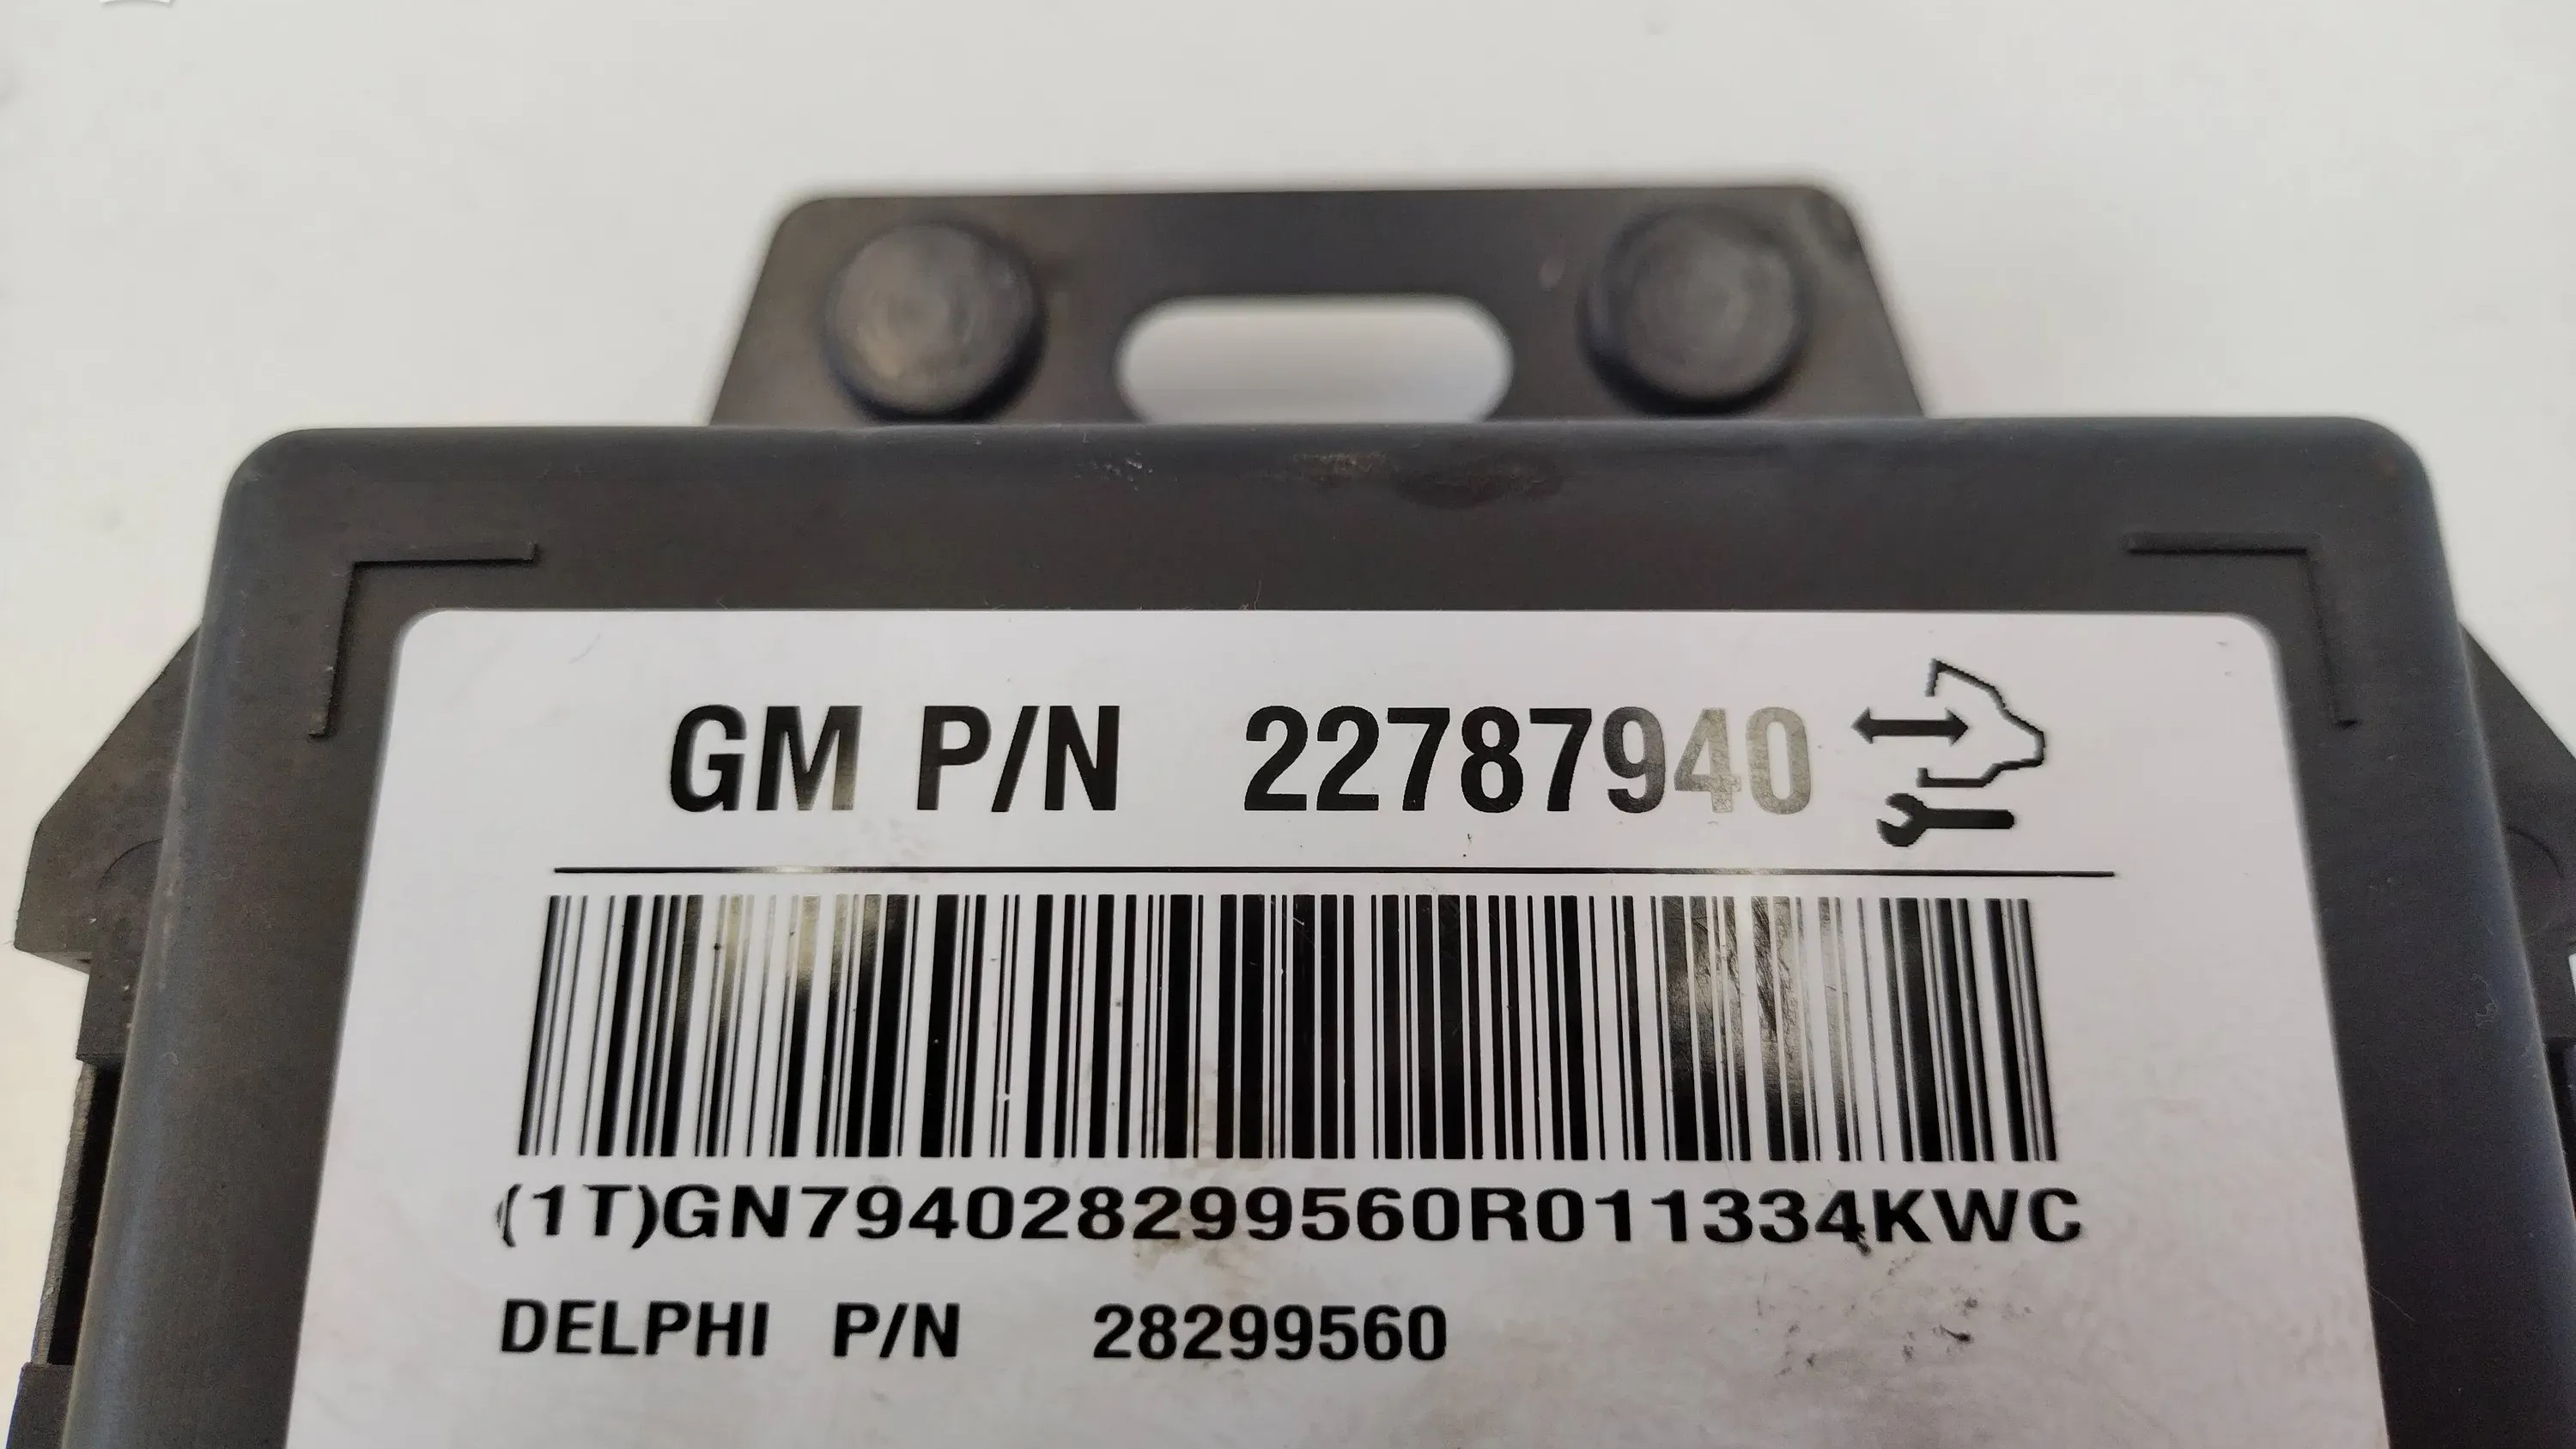 GM P/N 22787940
(1T)GN794028299560R011334KWC
DELPHI P/N 28299560